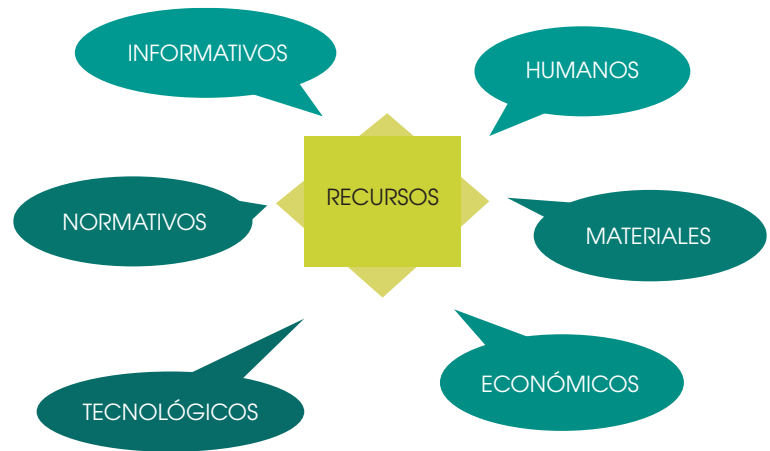 INFORMATIVOS
HUMANOS
RECURSOS
NORMATIVOS
MATERIALES
ECONÓMICOS
TECNOLÓGICOS